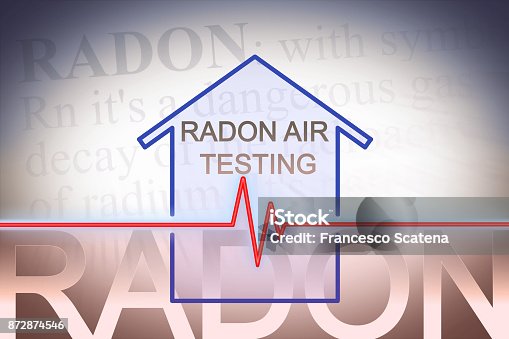 RADON: with sym
Rn it's a dangerous gas
decay of
of radium
RADON AIR
TESTING
iStock
Credit: Francesco Scatena
RADON
872874546